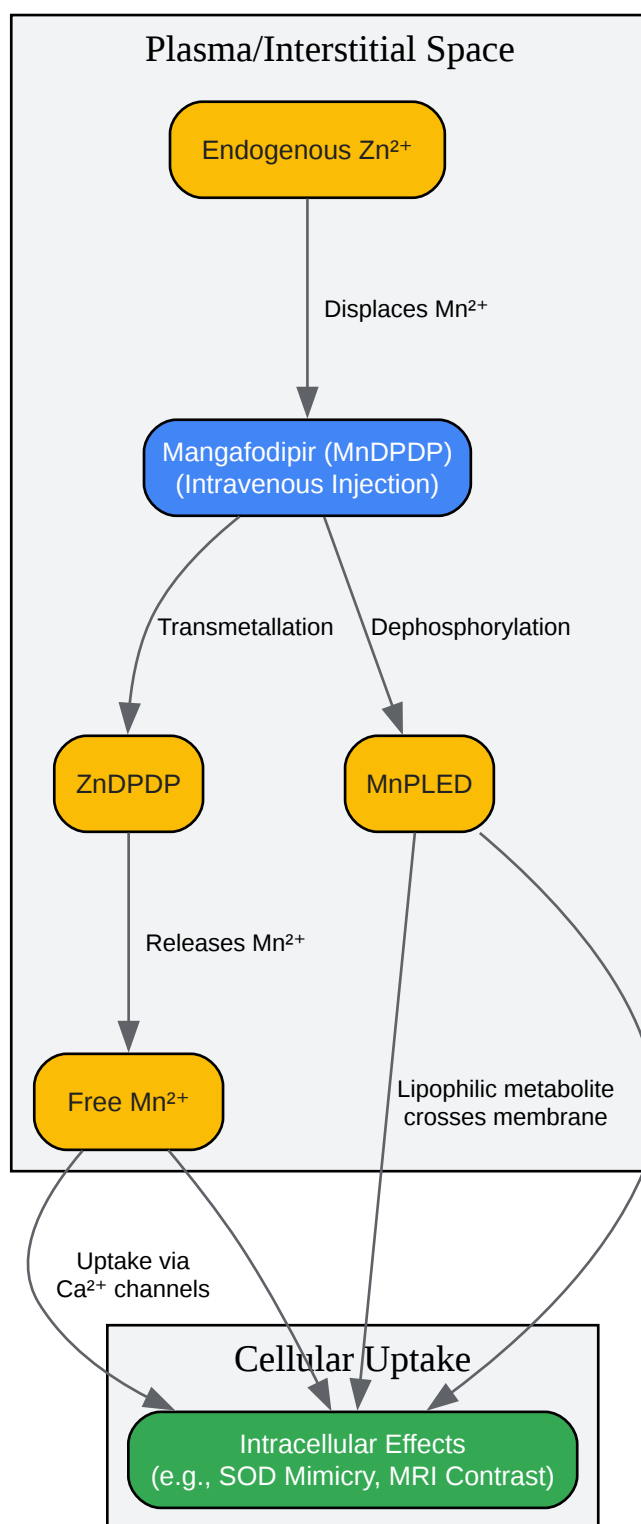 Plasma/Interstitial Space
Endogenous Zn²⁺
Displaces Mn²⁺
Mangafodipir (MnDPDP)
(Intravenous Injection)
Transmetallation
Dephosphorylation
ZnDPDP
MnPLED
Releases Mn²⁺
Free Mn²⁺
Lipophilic metabolite
crosses membrane
Uptake via
Ca²⁺ channels
Cellular Uptake
Intracellular Effects
(e.g., SOD Mimicry, MRI Contrast)